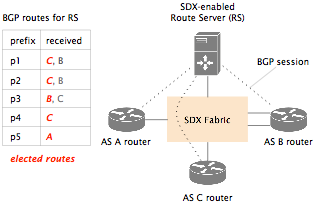 BGP routes for RS
prefix received
p1 C, B
p2 C, B
p3 B, C
p4 C
p5 A
elected routes
SDX-enabled
Route Server (RS)
BGP session
SDX Fabric
AS A router
AS B router
AS C router